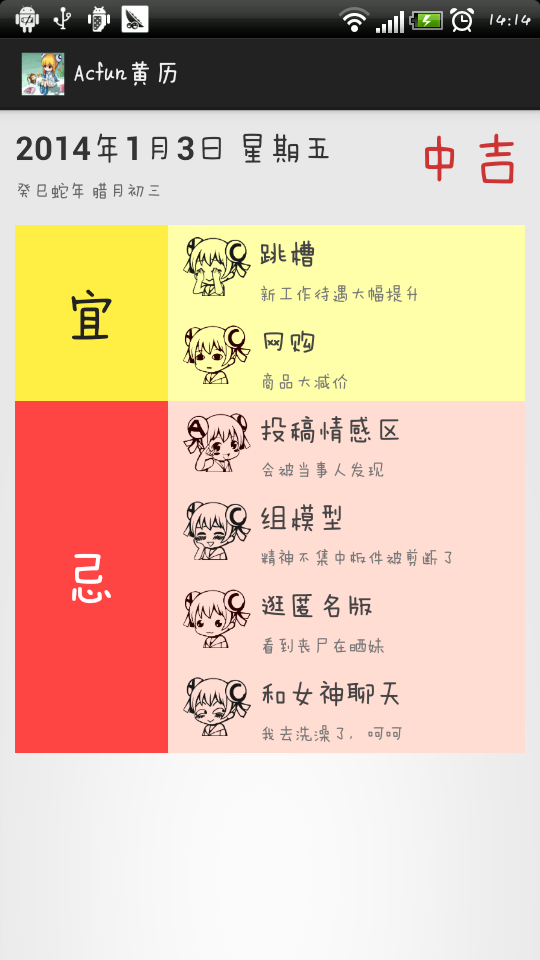 14:14
Acfun黄历
2014年1月3日 星期五
中吉
癸巳蛇年 腊月初三
宜
跳槽
新工作待遇大幅提升
网购
商品大减价
忌
投稿情感区
会被当事人发现
组模型
精神不集中板件被剪断了
逛匿名版
看到丧尸在晒妹
和女神聊天
我去洗澡了，呵呵